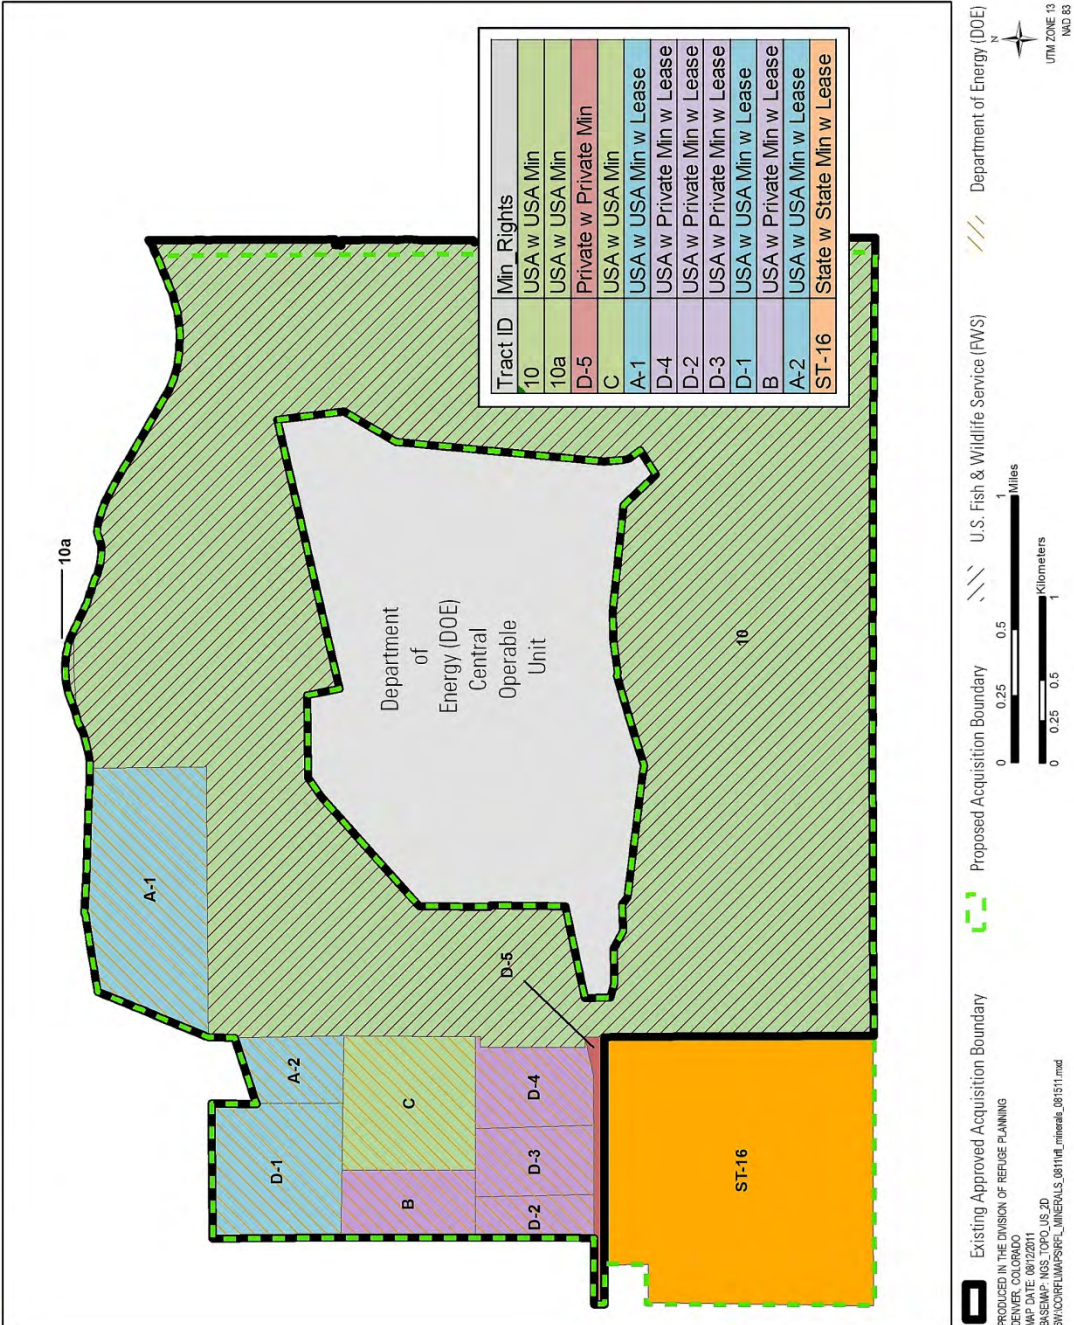 10a
A-1
Department
of
Energy (DOE)
Central
Operable
Unit
10
D-5
A-2
D-1
C
B
D-4
D-3
D-2
ST-16
Tract ID Min_Rights
10 USA w USA Min
10a USA w USA Min
D-5 Private w Private Min
C USA w USA Min
A-1 USA w USA Min w Lease
D-4 USA w Private Min w Lease
D-2 USA w Private Min w Lease
D-3 USA w Private Min w Lease
D-1 USA w USA Min w Lease
B USA w Private Min w Lease
A-2 USA w USA Min w Lease
ST-16 State w State Min w Lease
Existing Approved Acquisition Boundary
Proposed Acquisition Boundary
U.S. Fish & Wildlife Service (FWS)
Department of Energy (DOE)
PRODUCED IN THE DIVISION OF REFUGE PLANNING
DENVER, COLORADO
MAP DATE: 08/12/2011
BASEMAP: NGS_TOPO_US_2D
0 0.25 0.5 1
Miles
0 0.25 0.5 1
Kilometers
N
UTM ZONE 13
NAD 83